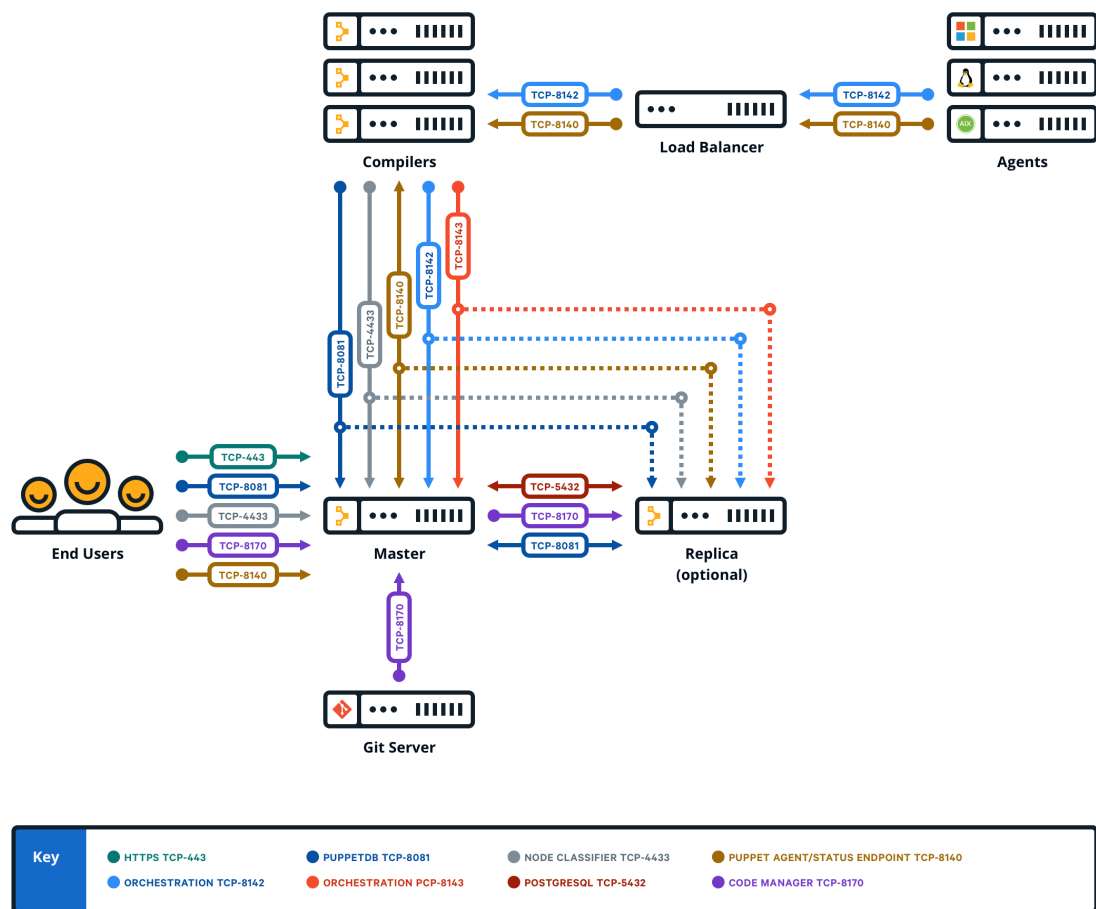 TCP-8142
TCP-8142
TCP-8140
TCP-8140
AIX
Load Balancer
Compilers
Agents
TCP-8143
TCP-8142
TCP-8140
TCP-4433
TCP-8081
TCP-443
TCP-8081
TCP-5432
TCP-4433
TCP-8170
TCP-8170
TCP-8081
TCP-8140
End Users
Master
Replica
(optional)
TCP-8170
Git Server
Key
HTTPS TCP-443
PUPPETDB TCP-8081
NODE CLASSIFIER TCP-4433
PUPPET AGENT/STATUS ENDPOINT TCP-8140
ORCHESTRATION TCP-8142
ORCHESTRATION PCP-8143
POSTGRESQL TCP-5432
CODE MANAGER TCP-8170